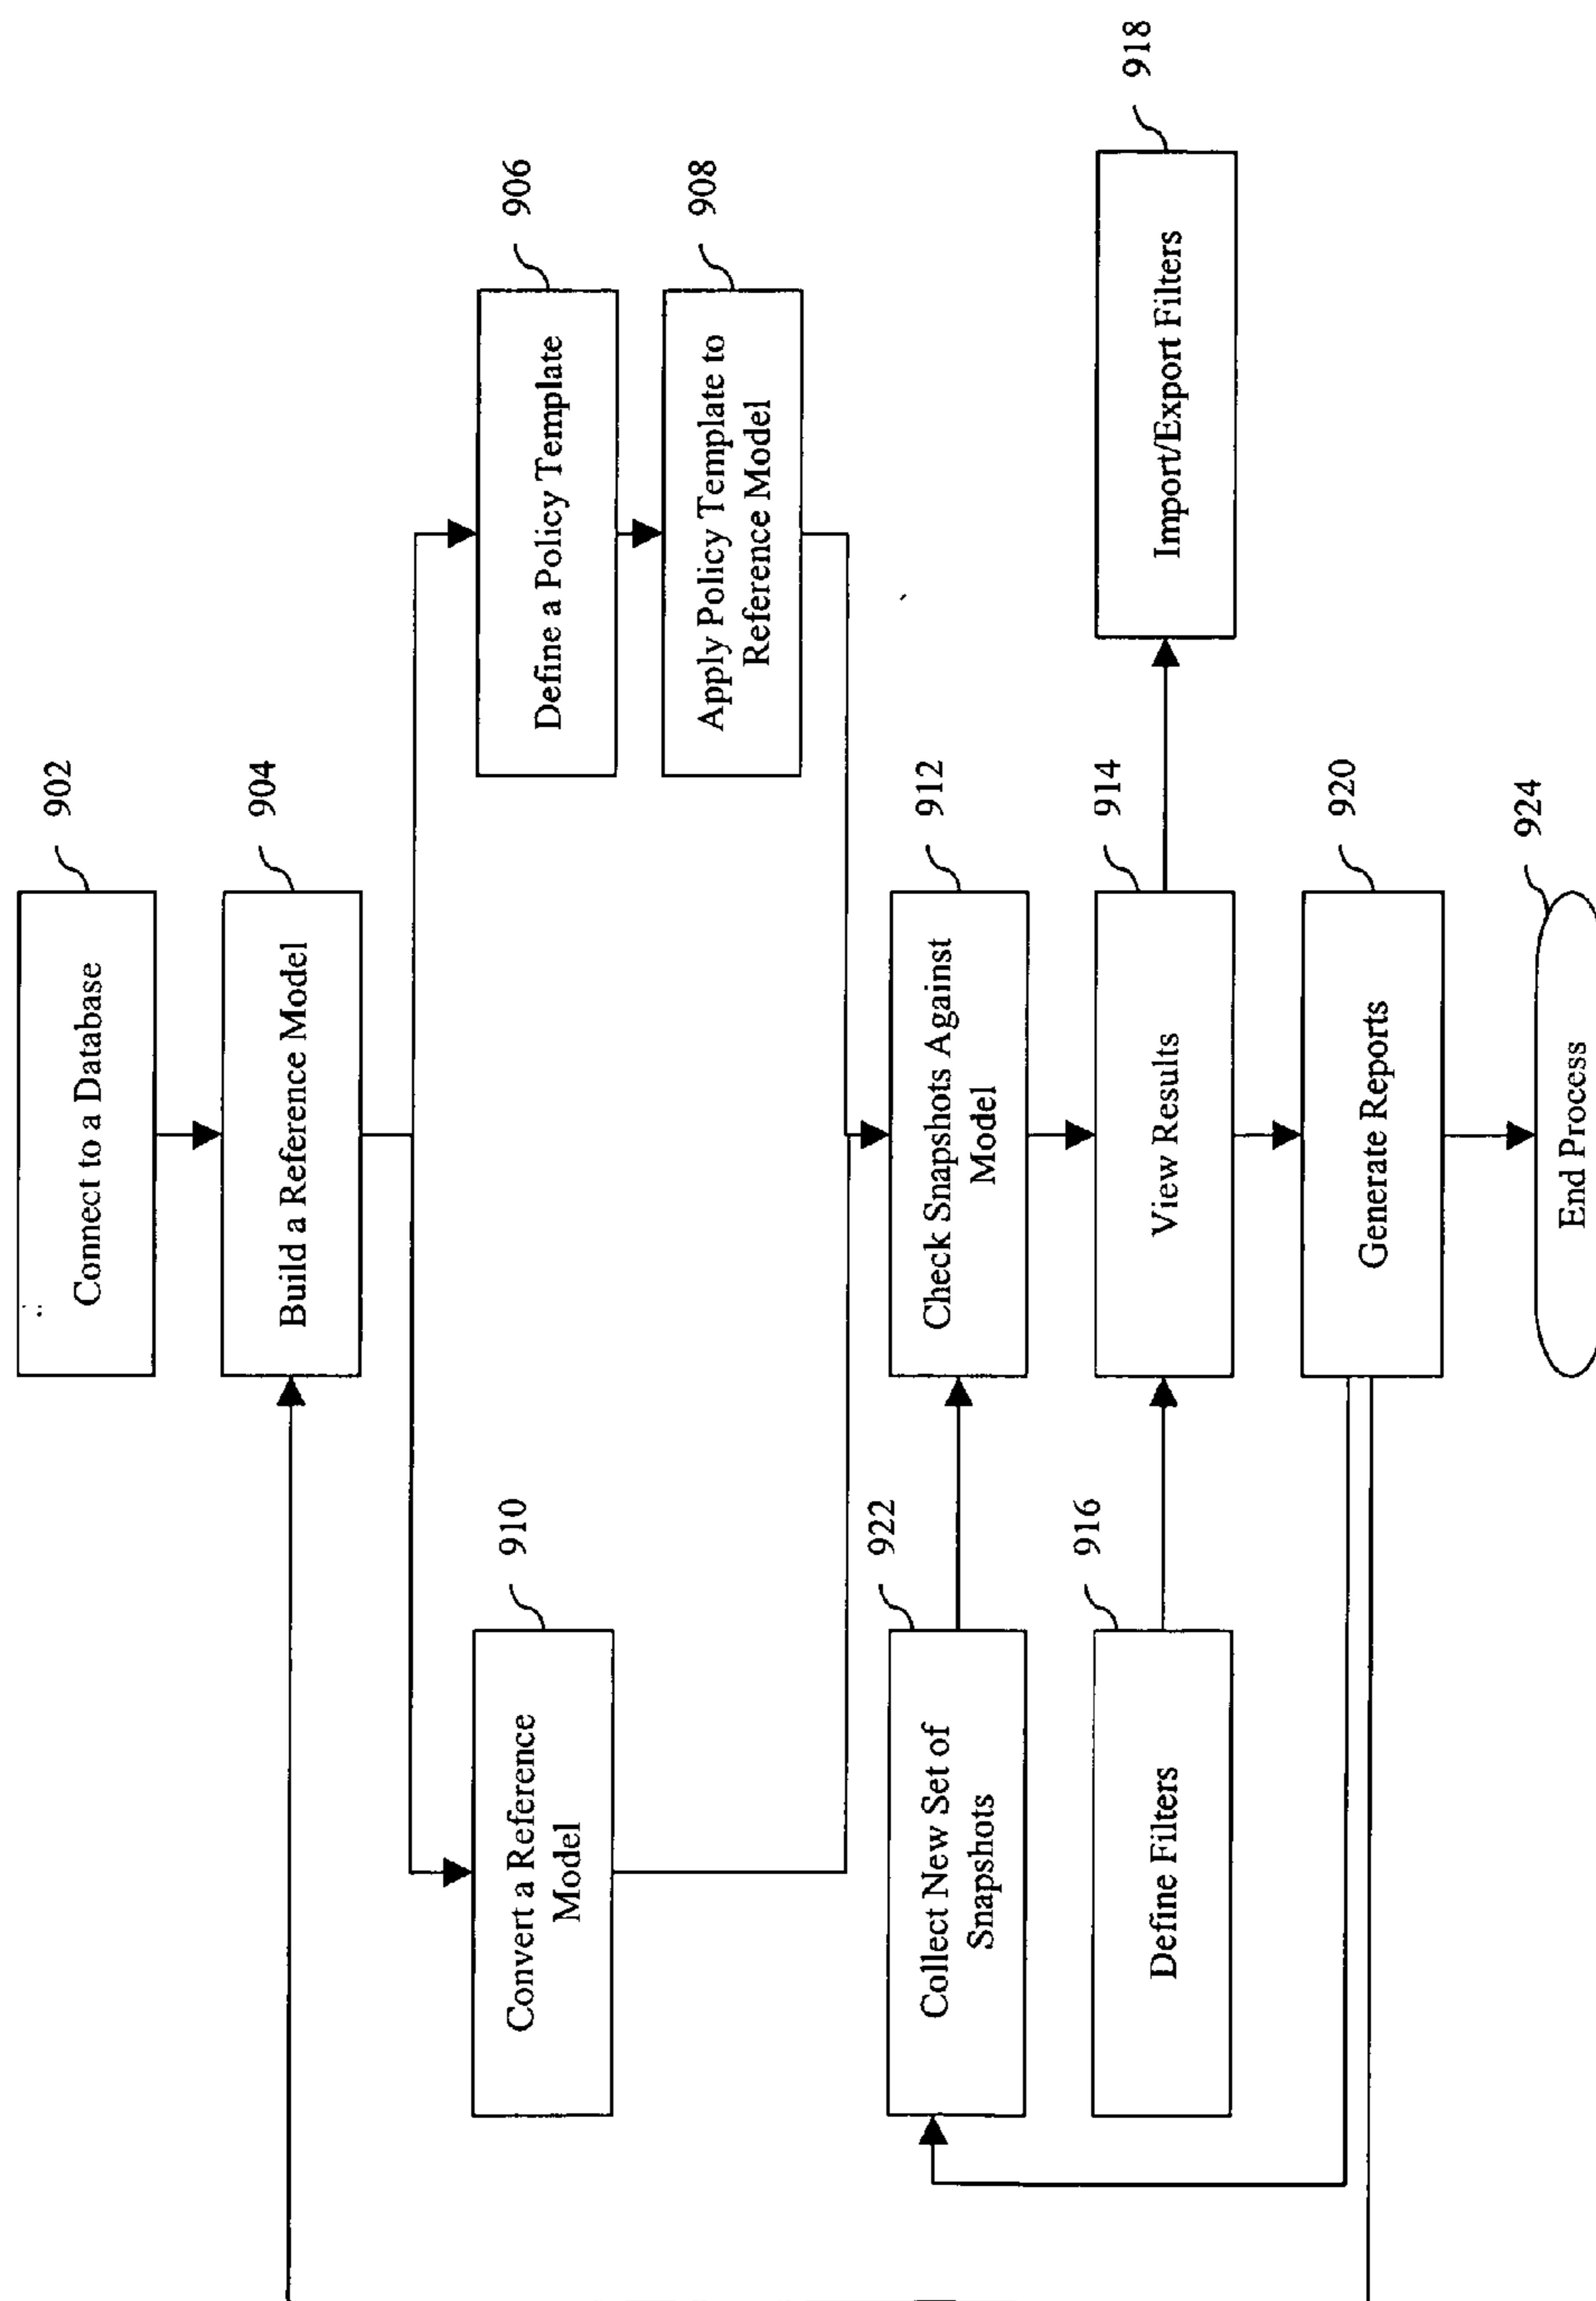 902
Connect to a Database
904
Build a Reference Model
906
Define a Policy Template
908
Apply Policy Template to
Reference Model
910
Convert a Reference
Model
912
Check Snapshots Against
Model
922
Collect New Set of
Snapshots
914
View Results
916
Define Filters
918
Import/Export Filters
920
Generate Reports
924
End Process